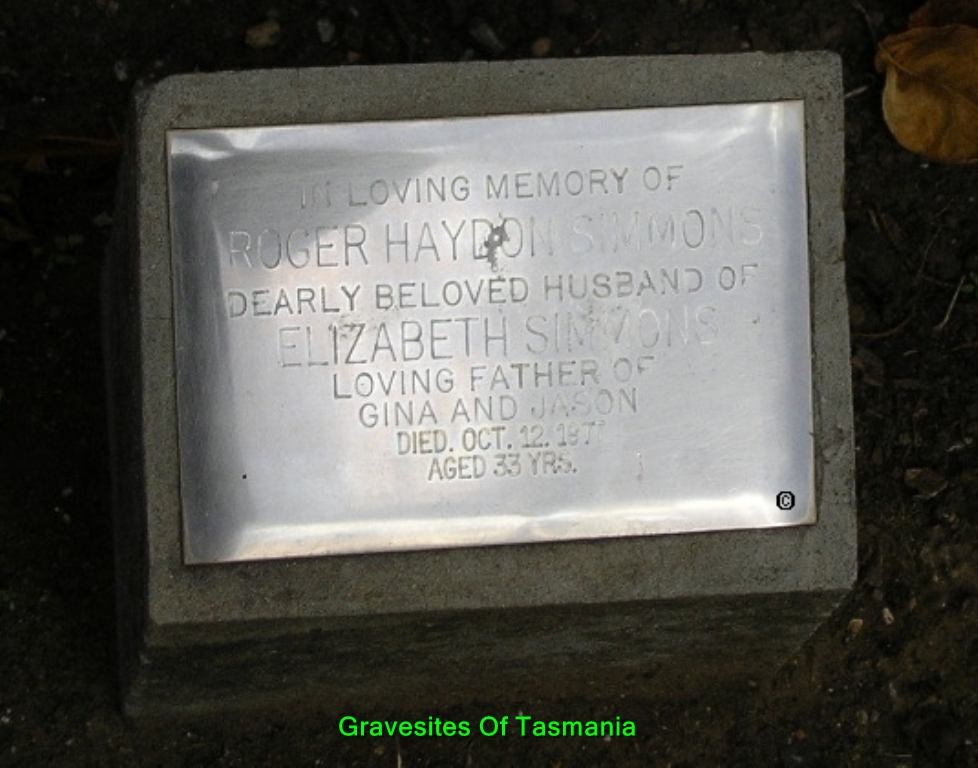 IN LOVING MEMORY OF
ROGER HAYDON SIMMONS
DEARLY BELOVED HUSBAND OF
ELIZABETH SIMMONS
LOVING FATHER OF
GINA AND JASON
DIED. OCT. 12. 1977
AGED 33 YRS.
©
Gravesites Of Tasmania